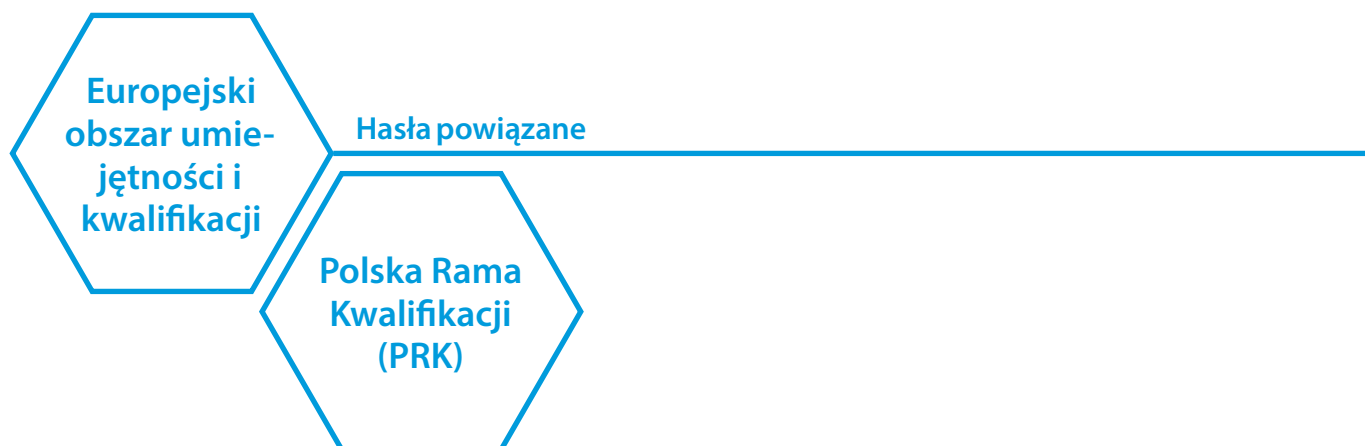 Europejski
obszar umie-
jętności i
kwalifikacji
Hasła powiązane
Polska Rama
Kwalifikacji
(PRK)